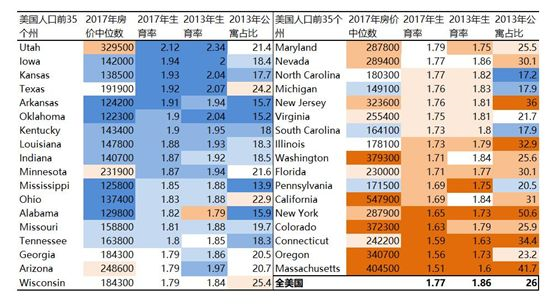 美国人口前35 2017年房 2017年生 2013年生 2013年公 美国人口前35个 2017年房价 2017年生 2013年生 2013年公
个州 价中位数 育率 育率 寓占比 州 中位数 育率 育率 寓占比
Utah 329500 2.12 2.34 21.4 Maryland 287800 1.79 1.75 25.5
Iowa 142000 1.94 2 18.4 Nevada 289400 1.77 1.86 30.1
Kansas 138500 1.93 2.04 17.7 North Carolina 180300 1.77 1.82 17.2
Texas 191900 1.92 2.07 24.2 Michigan 149100 1.76 1.83 17.9
Arkansas 124200 1.91 1.94 15.7 New Jersey 323600 1.76 1.81 36
Oklahoma 122300 1.9 2.04 15.2 Virginia 255400 1.75 1.81 21.7
Kentucky 143400 1.9 1.95 18 South Carolina 164100 1.73 1.8 17.9
Louisiana 147800 1.88 1.93 18.3 Illinois 178100 1.73 1.79 32.9
Indiana 140700 1.87 1.92 18.5 Washington 379300 1.71 1.84 25.6
Minnesota 231900 1.87 1.94 21.6 Florida 230000 1.71 1.77 30.1
Mississippi 125800 1.85 1.88 13.9 Pennsylvania 171500 1.69 1.75 20.5
Ohio 137400 1.83 1.88 22.9 California 547900 1.69 1.84 31
Alabama 129800 1.82 1.79 15.9 New York 287900 1.65 1.73 50.6
Missouri 158800 1.81 1.88 19.7 Colorado 372300 1.63 1.79 25.9
Tennessee 163800 1.8 1.85 18.3 Connecticut 242200 1.59 1.63 34.4
Georgia 184300 1.79 1.86 20.5 Oregon 340700 1.56 1.73 23.2
Arizona 248600 1.79 1.97 20.7 Massachusetts 404500 1.51 1.6 41.7
Wisconsin 184300 1.79 1.84 25.4 全美国 1.77 1.86 26